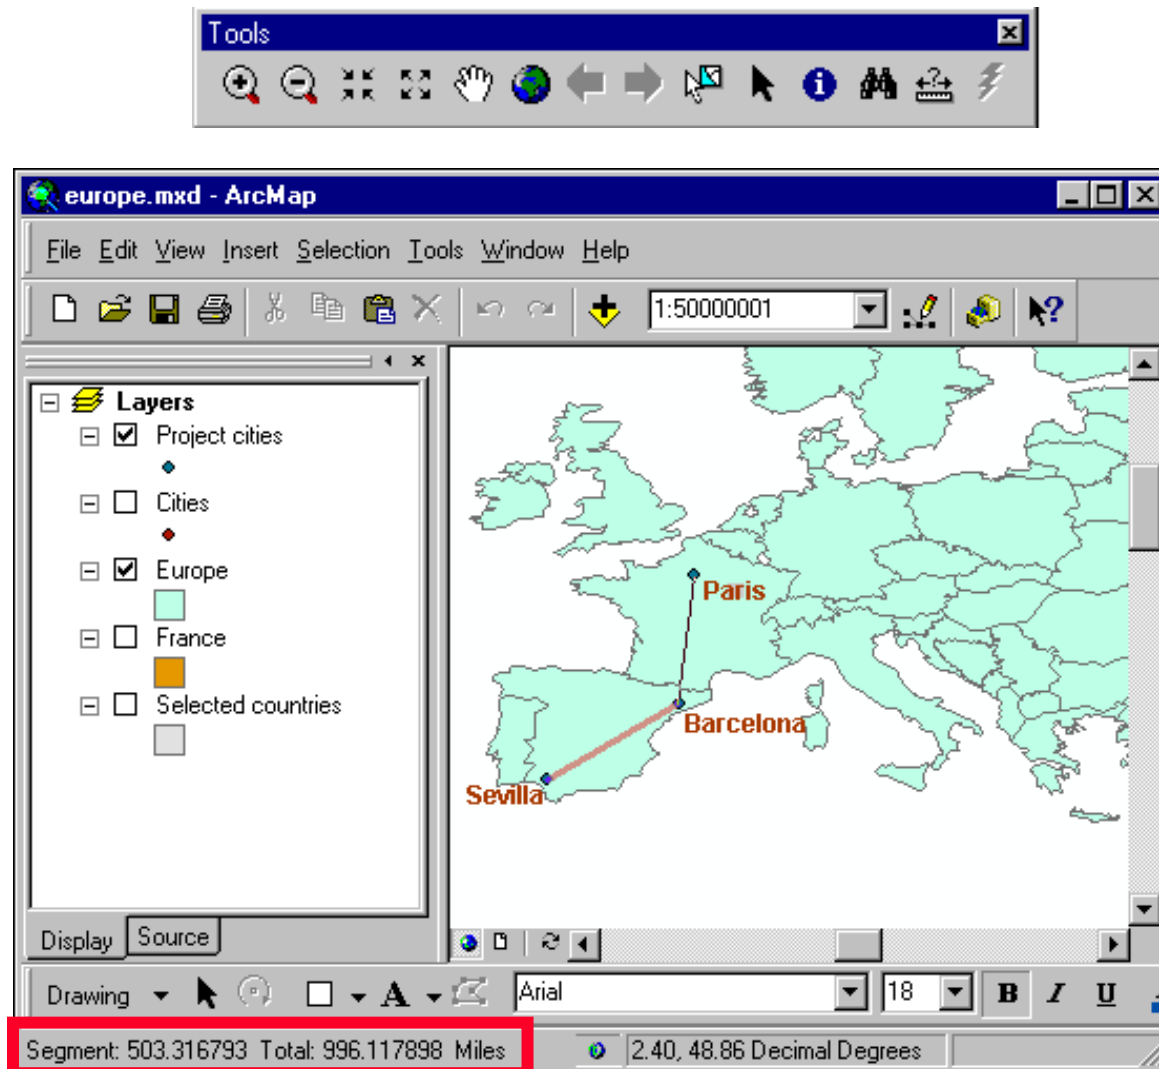 Tools
europe.mxd - ArcMap
File Edit View Insert Selection Tools Window Help
1:50000001
Layers
Project cities
Cities
Europe
France
Selected countries
Paris
Barcelona
Sevilla
Display Source
Drawing A Arial 18 B I U
Segment: 503.316793 Total: 996.117898 Miles 2.40, 48.86 Decimal Degrees